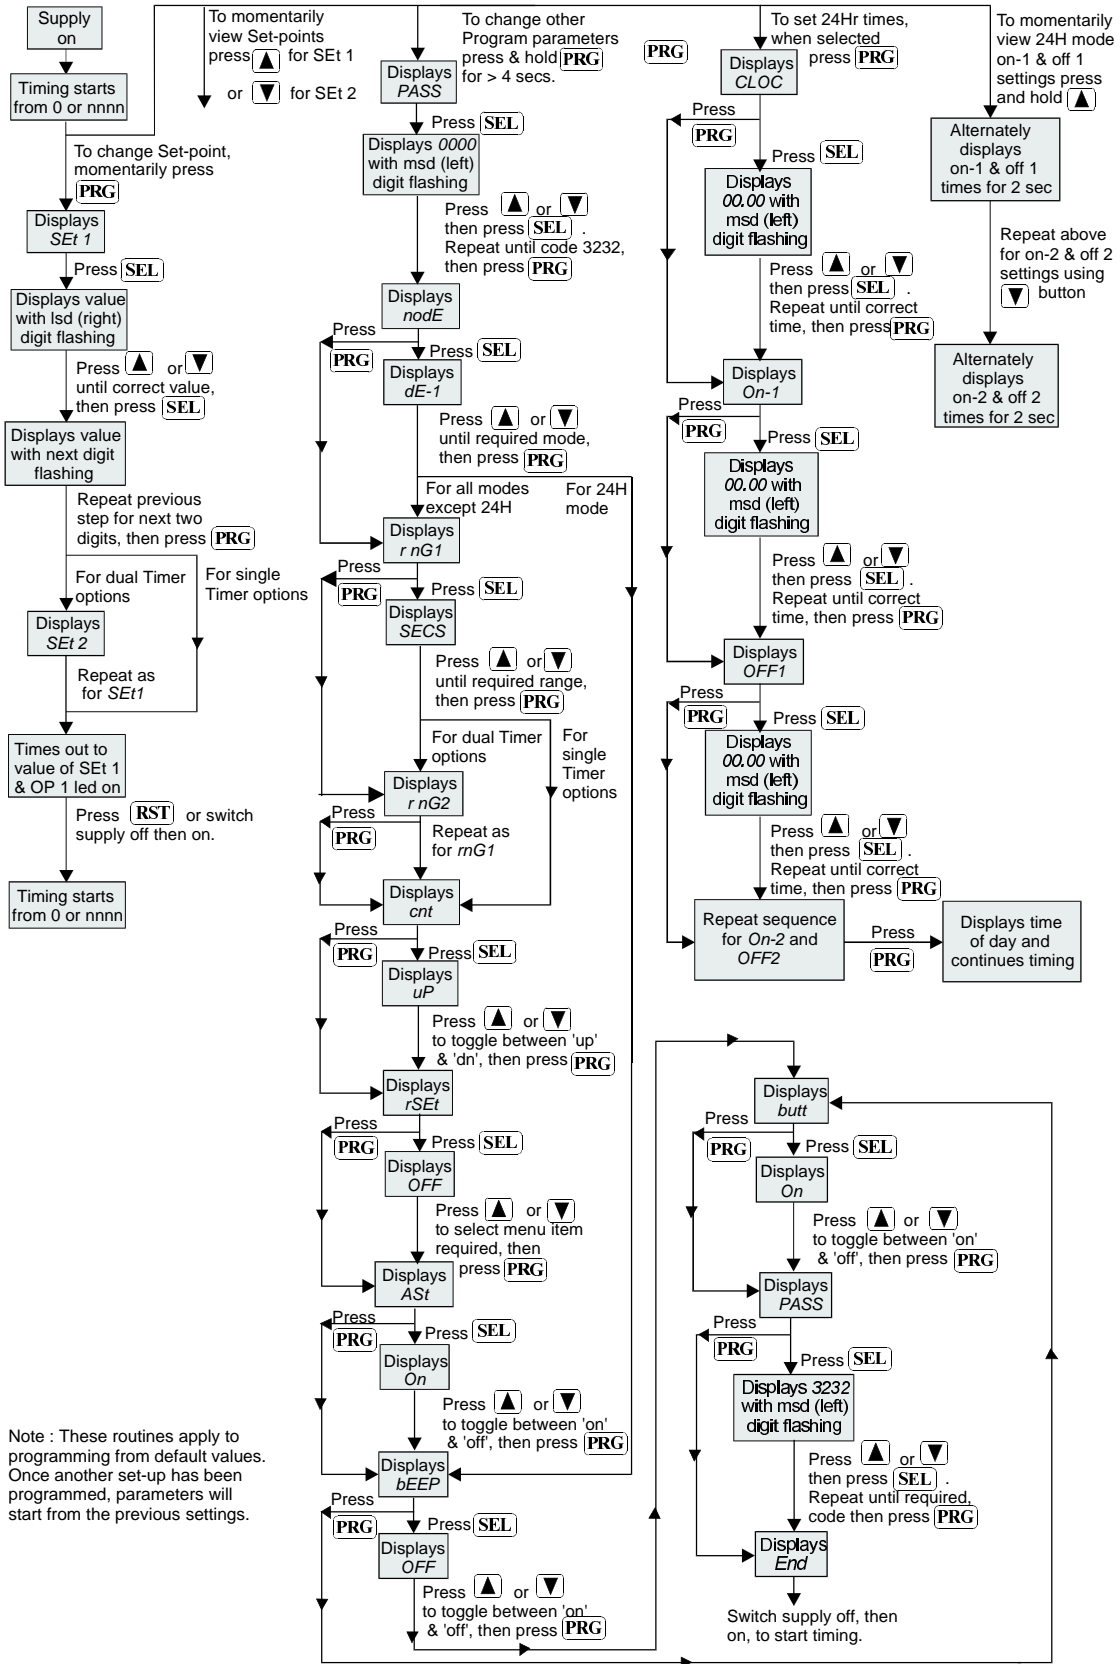 Supply
on
Timing starts
from 0 or nnnn
To change Set-point,
momentarily press
PRG
Displays
SEt 1
Press SEL
Displays value
with lsd (right)
digit flashing
Press ▲ or ▼
until correct value,
then press SEL
Displays value
with next digit
flashing
Repeat previous
step for next two
digits, then press PRG
For dual Timer
options
For single
Timer options
Displays
SEt 2
Repeat as
for SEt1
Times out to
value of SEt 1
& OP 1 led on
Press RST or switch
supply off then on.
Timing starts
from 0 or nnnn
Note : These routines apply to
programming from default values.
Once another set-up has been
programmed, parameters will
start from the previous settings.
To momentarily
view Set-points
press ▲ for SEt 1
or ▼ for SEt 2
To change other
Program parameters
press & hold PRG
for > 4 secs.
Displays
PASS
Press SEL
Displays 0000
with msd (left)
digit flashing
Press ▲ or ▼
then press SEL .
Repeat until code 3232,
then press PRG
Displays
nodE
Press
PRG
Press SEL
Displays
dE-1
Press ▲ or ▼
until required mode,
then press PRG
For all modes
except 24H
For 24H
mode
Displays
r nG1
Press
PRG
Press SEL
Displays
SECS
Press ▲ or ▼
until required range,
then press PRG
For dual Timer
options
For
single
Timer
options
Displays
r nG2
Press
PRG
Repeat as
for rnG1
Displays
cnt
Press
PRG
Press SEL
Displays
uP
Press ▲ or ▼
to toggle between 'up'
& 'dn', then press PRG
Displays
rSEt
Press
PRG
Press SEL
Displays
OFF
Press ▲ or ▼
to select menu item
required, then
press PRG
Displays
ASt
Press
PRG
Press SEL
Displays
On
Press ▲ or ▼
to toggle between 'on'
& 'off', then press PRG
Displays
bEEP
Press
PRG
Press SEL
Displays
OFF
Press ▲ or ▼
to toggle between 'on'
& 'off', then press PRG
PRG
To set 24Hr times,
when selected
press PRG
Displays
CLOC
Press
PRG
Press SEL
Displays
00.00 with
msd (left)
digit flashing
Press ▲ or ▼
then press SEL .
Repeat until correct
time, then press PRG
Displays
On-1
Press
PRG
Press SEL
Displays
00.00 with
msd (left)
digit flashing
Press ▲ or ▼
then press SEL .
Repeat until correct
time, then press PRG
Displays
OFF1
Press
PRG
Press SEL
Displays
00.00 with
msd (left)
digit flashing
Press ▲ or ▼
then press SEL .
Repeat until correct
time, then press PRG
Repeat sequence
for On-2 and
OFF2
Press
PRG
Displays time
of day and
continues timing
To momentarily
view 24H mode
on-1 & off 1
settings press
and hold ▲
Alternately
displays
on-1 & off 1
times for 2 sec
Repeat above
for on-2 & off 2
settings using
▼ button
Alternately
displays
on-2 & off 2
times for 2 sec
Displays
butt
Press
PRG
Press SEL
Displays
On
Press ▲ or ▼
to toggle between 'on'
& 'off', then press PRG
Displays
PASS
Press
PRG
Press SEL
Displays 3232
with msd (left)
digit flashing
Press ▲ or ▼
then press SEL .
Repeat until required,
code then press PRG
Displays
End
Switch supply off, then
on, to start timing.